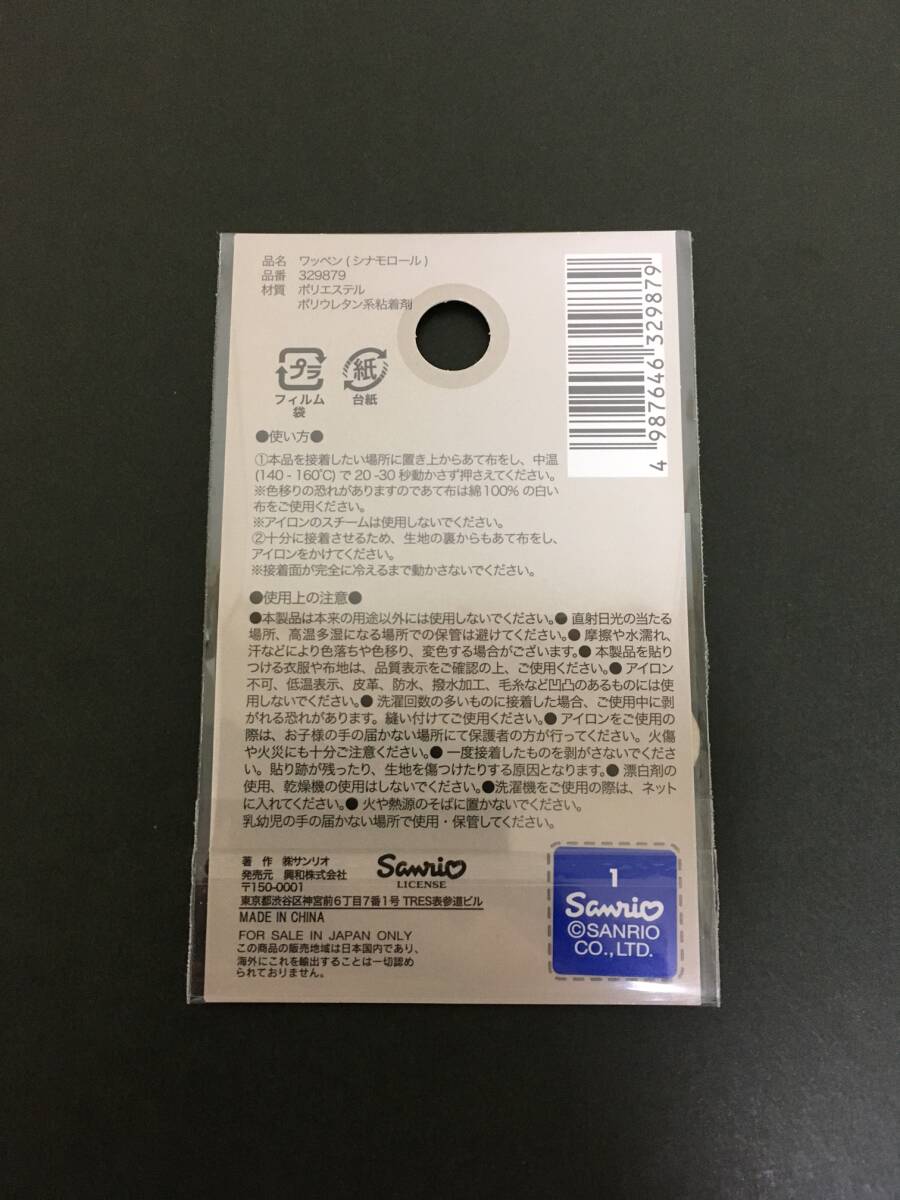 品名 ワッペン ( シナモロール )
品番 329879
材質 ポリエステル
ポリウレタン系粘着剤
4 987646 329879
プラ
フィルム
袋
紙
台紙
●使い方●
①本品を接着したい場所に置き上からあて布をし、中温
(140 - 160℃) で 20 -30 秒動かさず押さえてください。
※色移りの恐れがありますのであて布は綿100% の白い
布をご使用ください。
※アイロンのスチームは使用しないでください。
②十分に接着させるため、生地の裏からもあて布をし、
アイロンをかけてください。
※接着面が完全に冷えるまで動かさないでください。
●使用上の注意●
●本製品は本来の用途以外には使用しないでください。● 直射日光の当たる
場所、高温多湿になる場所での保管は避けてください。● 摩擦や水濡れ、
汗などにより色落ちや色移り、変色する場合がございます。● 本製品を貼り
つける衣服や布地は、品質表示をご確認の上、ご使用ください。● アイロン
不可、低温表示、皮革、防水、撥水加工、毛糸など凹凸のあるものには使
用しないでください。● 洗濯回数の多いものに接着した場合、ご使用中に剥
がれる恐れがあります。縫い付けてご使用ください。● アイロンをご使用の
際は、お子様の手の届かない場所にて保護者の方が行ってください。火傷
や火災にも十分ご注意ください。● 一度接着したものを剥がさないでくださ
い。貼り跡が残ったり、生地を傷つけたりする原因となります。● 漂白剤の
使用、乾燥機の使用はしないでください。●洗濯機をご使用の際は、ネット
に入れてください。● 火や熱源のそばに置かないでください。
乳幼児の手の届かない場所で使用・保管してください。
著 作 ㈱サンリオ
発売元 興和株式会社
〒150-0001
東京都渋谷区神宮前6丁目7番1号 TRES表参道ビル
MADE IN CHINA
FOR SALE IN JAPAN ONLY
この商品の販売地域は日本国内であり、
海外にこれを輸出することは一切認め
られておりません。
Sanrio
LICENSE
1
Sanrio
©SANRIO
CO.,LTD.